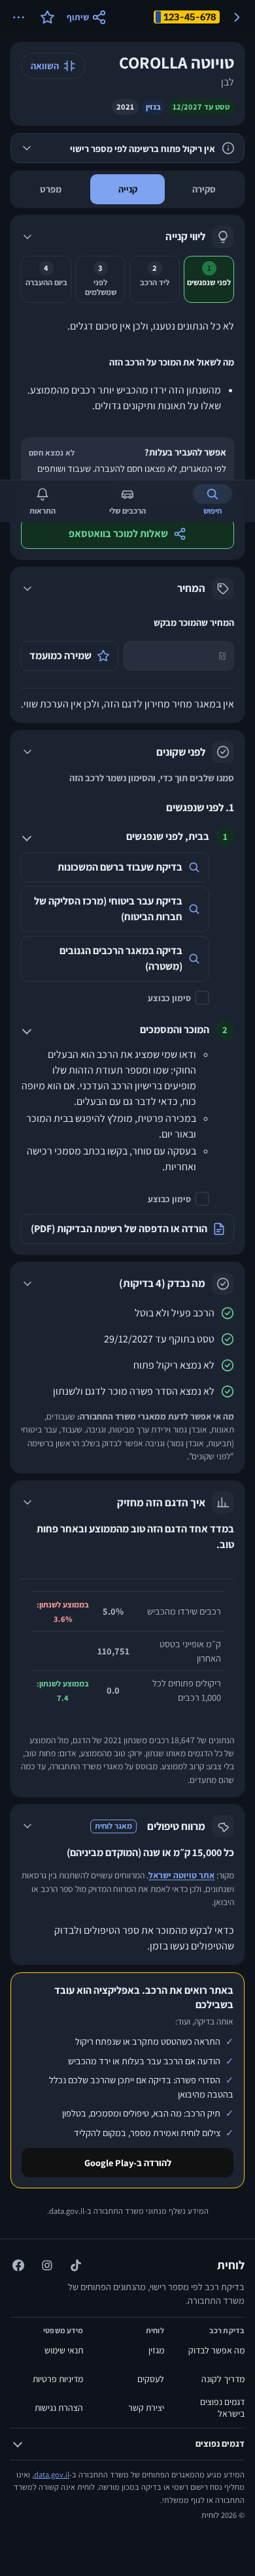 123-45-678
שיתוף
טויוטה COROLLA
השוואה
לבן
טסט עד 12/2027
בנזין
2021
אין ריקול פתוח ברשימה לפי מספר רישוי
סקירה
קנייה
מפרט
ליווי קנייה
1
לפני שנפגשים
2
ליד הרכב
3
לפני
שמשלמים
4
ביום ההעברה
לא כל הנתונים נטענו, ולכן אין סיכום דגלים.
מה לשאול את המוכר על הרכב הזה
מהשנתון הזה ירדו מהכביש יותר רכבים מהממוצע.
שאלו על תאונות ותיקונים גדולים.
אפשר להעביר בעלות?
לא נמצא חסם
לפי המאגרים, לא מצאנו חסם להעברה. שעבוד ושותפים
חיפוש
הרכבים שלי
התראות
שאלות למוכר בוואטסאפ
המחיר
המחיר שהמוכר מבקש
₪
שמירה כמועמד
אין מאגר מחיר מחירון לדגם הזה, ולכן אין הערכת שווי.
לפני שקונים
סמנו שלבים תוך כדי, והסימון נשמר לרכב הזה
1. לפני שנפגשים
1
בבית, לפני שנפגשים
בדיקת שעבוד ברשם המשכונות
בדיקת עבר ביטוחי (מרכז הסליקה של
חברות הביטוח)
בדיקה במאגר הרכבים הגנובים
(משטרה)
סימון כבוצע
2
המוכר והמסמכים
ודאו שמי שמציג את הרכב הוא הבעלים
החוקי: שמו ומספר תעודת הזהות שלו
מופיעים ברישיון הרכב העדכני. אם הוא מיופה
כוח, כדאי לדבר גם עם הבעלים.
במכירה פרטית, מומלץ להיפגש בבית המוכר
ובאור יום.
בעסקה עם סוחר, בקשו בכתב מסמכי רכישה
ואחריות.
סימון כבוצע
הורדה או הדפסה של רשימת הבדיקות (PDF)
מה נבדק (4 בדיקות)
הרכב פעיל ולא בוטל
טסט בתוקף עד 29/12/2027
לא נמצא ריקול פתוח
לא נמצא הסדר פשרה מוכר לדגם ולשנתון
מה אי אפשר לדעת ממאגרי משרד התחבורה: שעבודים,
תאונות, אובדן גמור וירידת ערך מביטוח, וגניבה. שעבוד, עבר ביטוחי
(תביעות, אובדן גמור) וגניבה אפשר לבדוק בשלב הראשון ברשימה
"לפני שקונים".
איך הדגם הזה מחזיק
במדד אחד הדגם הזה טוב מהממוצע ובאחר פחות
טוב.
רכבים שירדו מהכביש
5.0%
בממוצע לשנתון:
3.6%
ק״מ אופייני בטסט
האחרון
110,751
ריקולים פתוחים לכל
1,000 רכבים
0.0
בממוצע לשנתון:
7.4
הנתונים של 18,647 רכבים משנתון 2021 של הדגם, מול הממוצע
של כל הדגמים מאותו שנתון. ירוק: טוב מהממוצע, אדום: פחות טוב,
בלי צבע: קרוב לממוצע. מבוסס על מאגרי משרד התחבורה, עד כמה
שהם מתעדים.
מרווח טיפולים
מאגר לוחית
כל 15,000 ק״מ או שנה (המוקדם מביניהם)
מקור: אתר טויוטה ישראל. המרווחים עשויים להשתנות בין גרסאות
ושנתונים, ולכן כדאי לאמת את המרווח המדויק מול ספר הרכב או
היבואן.
כדאי לבקש מהמוכר את ספר הטיפולים ולבדוק
שהטיפולים נעשו בזמן.
באתר רואים את הרכב. באפליקציה הוא עובד
בשבילכם
אותה בדיקה, ועוד:
✓ התראה כשהטסט מתקרב או שנפתח ריקול
✓ הודעה אם הרכב עבר בעלות או ירד מהכביש
✓ הסדרי פשרה: בדיקה אם ייתכן שהרכב שלכם נכלל
בהטבה מהיבואן
✓ תיק הרכב: מה הבא, טיפולים ומסמכים, בטלפון
✓ צילום לוחית ואמירת מספר, במקום להקליד
להורדה ב-Google Play
המידע נשלף מנתוני משרד התחבורה ב-data.gov.il.
לוחית
בדיקת רכב לפי מספר רישוי, מהנתונים הפתוחים של
משרד התחבורה.
בדיקת רכב
לוחית
מידע משפטי
מה אפשר לבדוק
מגזין
תנאי שימוש
מדריך לקונה
לעסקים
מדיניות פרטיות
דגמים נפוצים
בישראל
יצירת קשר
הצהרת נגישות
דגמים נפוצים
המידע מגיע מהמאגרים הפתוחים של משרד התחבורה ב-data.gov.il, ואינו
מחליף נסח רישום רשמי או בדיקה במכון מורשה. לוחית אינה קשורה למשרד
התחבורה או לגוף ממשלתי.
© 2026 לוחית